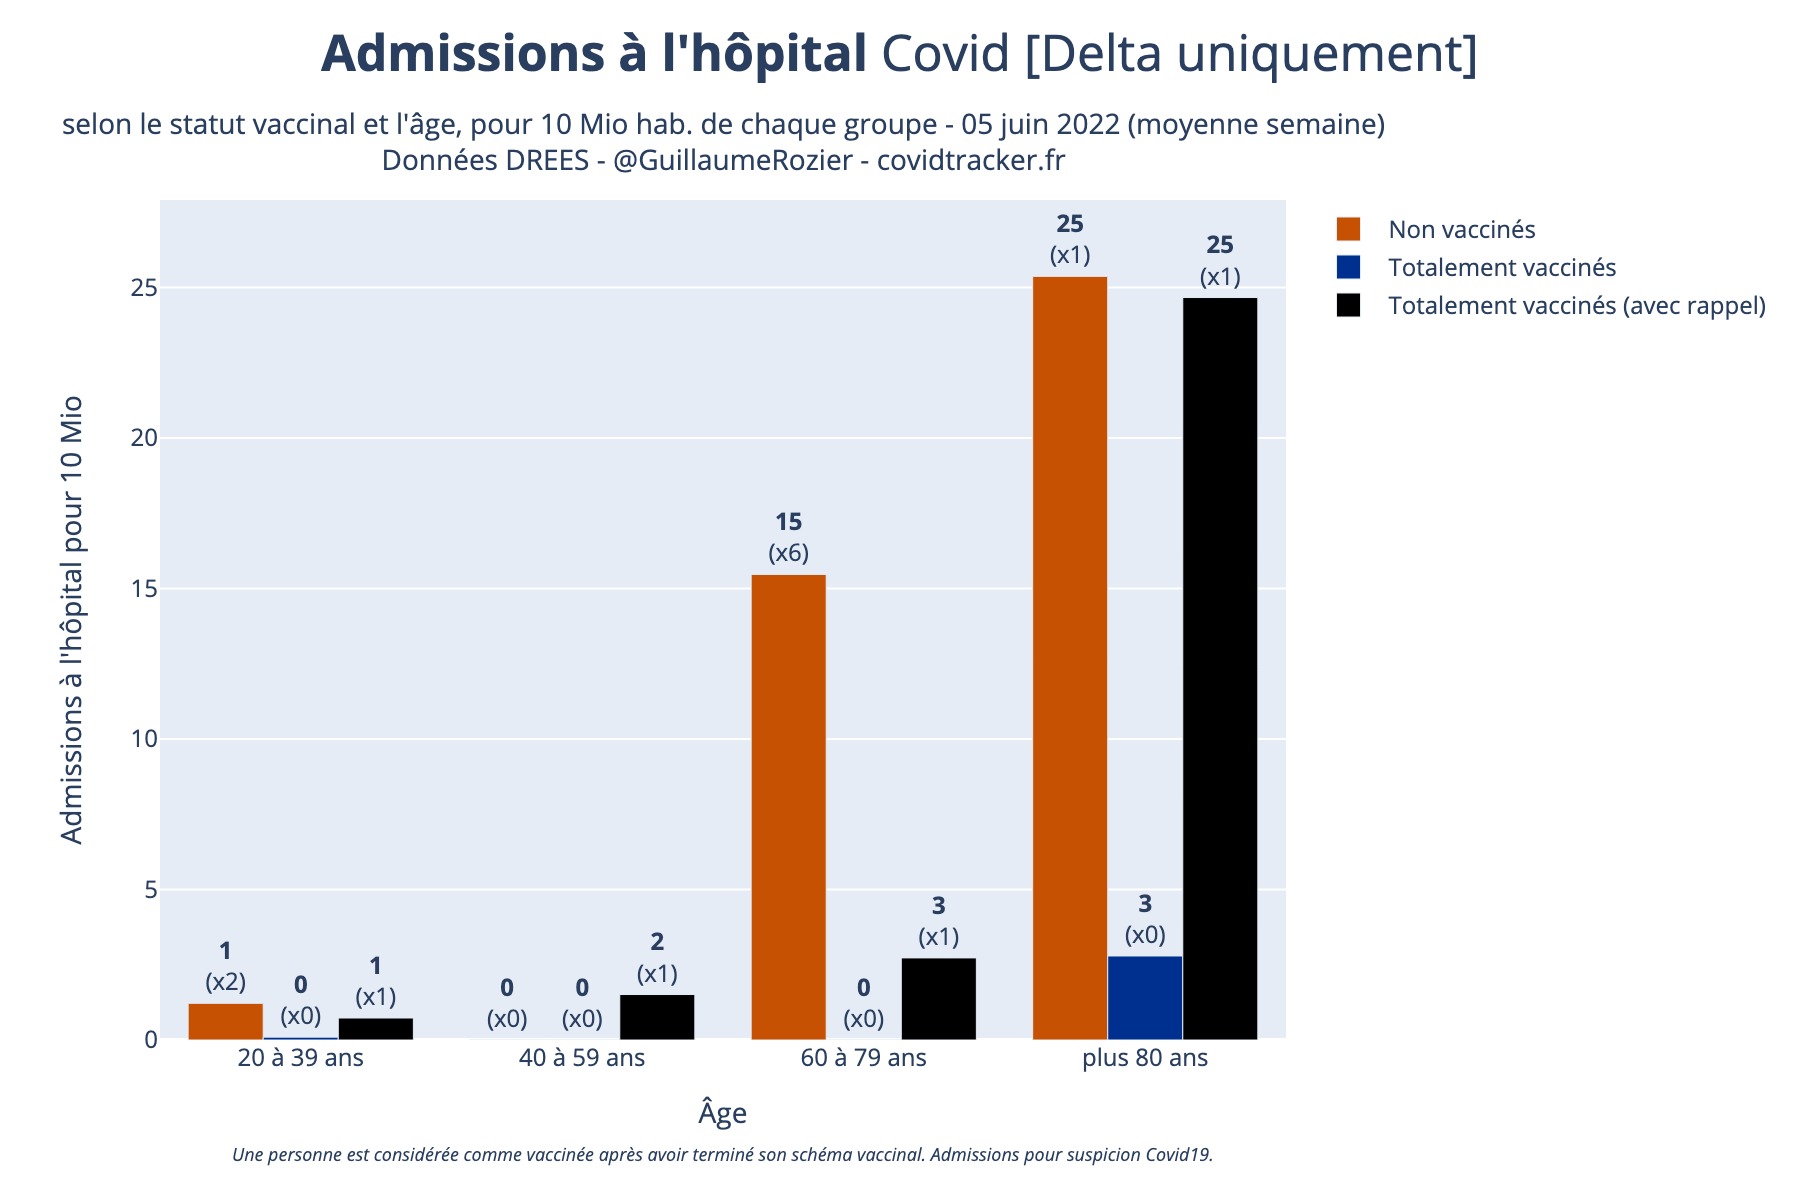 Admissions à l'hôpital Covid [Delta uniquement]
selon le statut vaccinal et l'âge, pour 10 Mio hab. de chaque groupe - 05 juin 2022 (moyenne semaine)
Données DREES - @GuillaumeRozier - covidtracker.fr
Non vaccinés
Totalement vaccinés
Totalement vaccinés (avec rappel)
Admissions à l'hôpital pour 10 Mio
25
20
15
10
5
0
1
(x2)
0
(x0)
1
(x1)
0
(x0)
0
(x0)
2
(x1)
15
(x6)
0
(x0)
3
(x1)
25
(x1)
3
(x0)
25
(x1)
20 à 39 ans
40 à 59 ans
60 à 79 ans
plus 80 ans
Âge
Une personne est considérée comme vaccinée après avoir terminé son schéma vaccinal. Admissions pour suspicion Covid19.